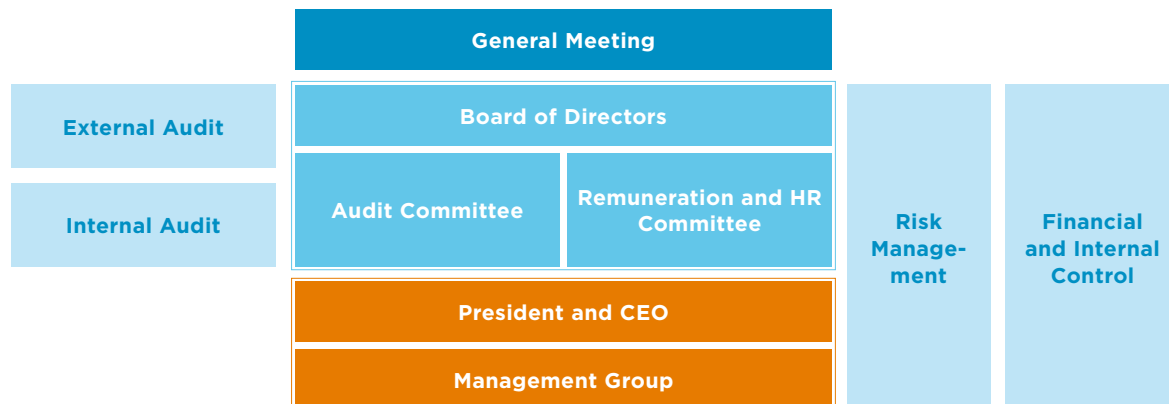 General Meeting
External Audit
Internal Audit
Board of Directors
Audit Committee
Remuneration and HR
Committee
President and CEO
Management Group
Risk
Manage-
ment
Financial
and Internal
Control